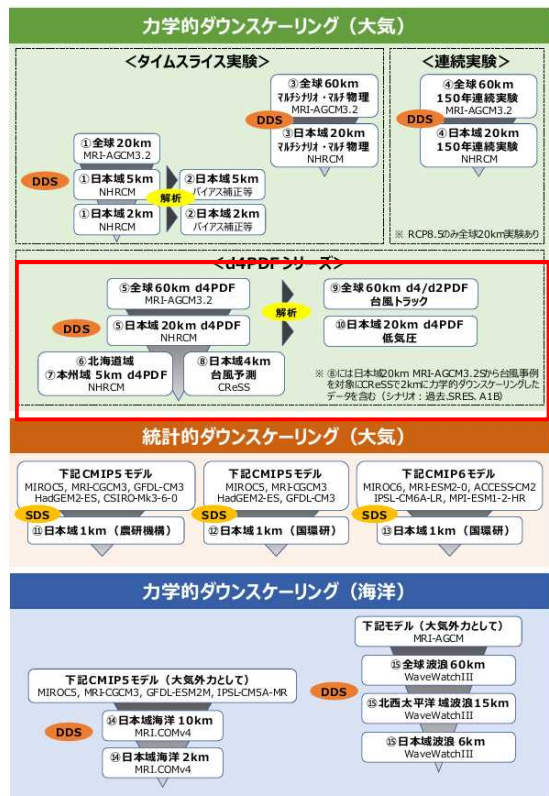 力学的ダウンスケーリング（大気）
＜タイムスライス実験＞
③全球60km
マルチシナリオ・マルチ物理
MRI-AGCM3.2
DDS
③日本域20km
マルチシナリオ・マルチ物理
NHRCM
①全球20km
MRI-AGCM3.2
DDS
①日本域5km
NHRCM
①日本域2km
NHRCM
解析
②日本域5km
バイアス補正等
②日本域2km
バイアス補正等
＜連続実験＞
④全球60km
150年連続実験
MRI-AGCM3.2
DDS
④日本域20km
150年連続実験
NHRCM
※ RCP8.5のみ全球20km実験あり
＜d4PDFシリーズ＞
⑤全球60km d4PDF
MRI-AGCM3.2
DDS
⑤日本域20km d4PDF
NHRCM
⑥北海道域
⑦本州域 5km d4PDF
NHRCM
⑧日本域4km
台風予測
CReSS
解析
⑨全球60km d4/d2PDF
台風トラック
⑩日本域20km d4PDF
低気圧
※ ⑧には日本域20km MRI-AGCM3.2Sから台風事例
を対象にCReSSで2kmに力学的ダウンスケーリングした
データを含む（シナリオ：過去,SRES, A1B）
統計的ダウンスケーリング（大気）
下記CMIP5モデル
MIROC5, MRI-CGCM3, GFDL-CM3
HadGEM2-ES, CSIRO-Mk3-6-0
SDS
⑪日本域1km（農研機構）
下記CMIP5モデル
MIROC5, MRI-CGCM3
HadGEM2-ES, GFDL-CM3
SDS
⑫日本域1km（国環研）
下記CMIP6モデル
MIROC6, MRI-ESM2-0, ACCESS-CM2
IPSL-CM6A-LR, MPI-ESM1-2-HR
SDS
⑬日本域1km（国環研）
力学的ダウンスケーリング（海洋）
下記CMIP5モデル（大気外力として）
MIROC5, MRI-CGCM3, GFDL-ESM2M, IPSL-CM5A-MR
DDS
⑭日本域海洋10km
MRI.COMv4
⑭日本域海洋 2km
MRI.COMv4
下記モデル（大気外力として）
MRI-AGCM
⑮全球 波浪 60km
WaveWatchIII
DDS
⑮北西太平洋 域波浪15km
WaveWatchIII
⑮日本域波浪 6km
WaveWatchIII